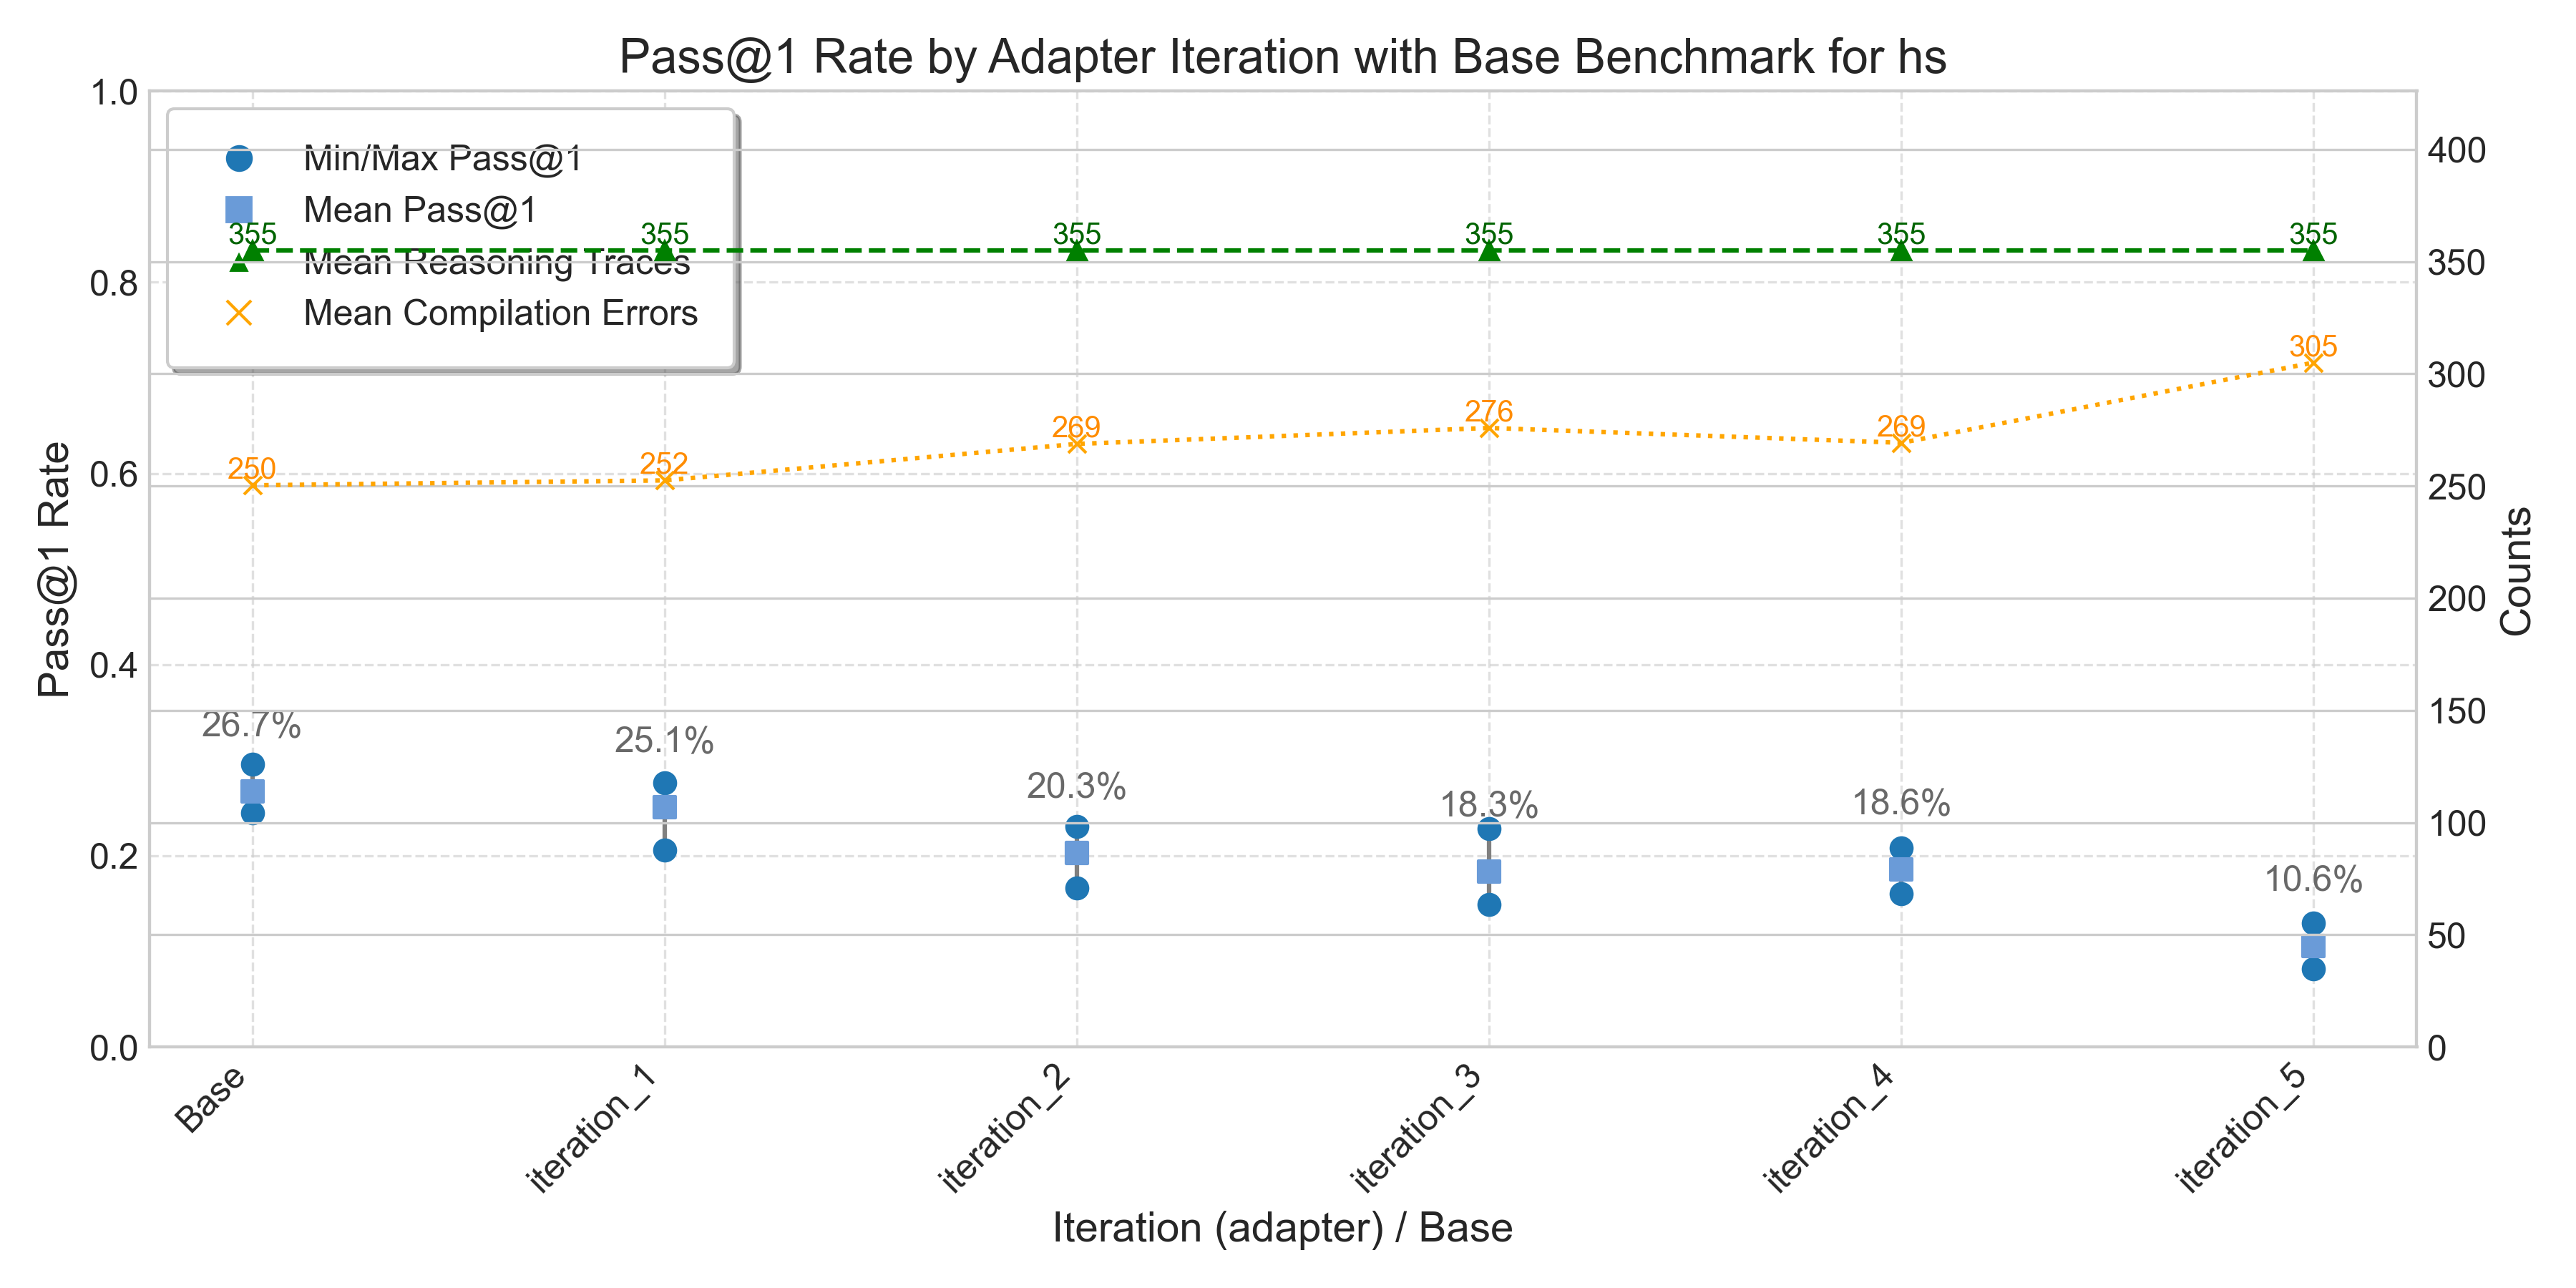 Pass@1 Rate by Adapter Iteration with Base Benchmark for hs
1.0
0.8
0.6
0.4
0.2
0.0
Pass@1 Rate
Min/Max Pass@1
Mean Pass@1
Mean Reasoning Traces
Mean Compilation Errors
355 355 355 355 355 355
250 252 269 276 269 305
26.7% 25.1% 20.3% 18.3% 18.6% 10.6%
400
350
300
250
200
150
100
50
0
Counts
Base iteration_1 iteration_2 iteration_3 iteration_4 iteration_5
Iteration (adapter) / Base